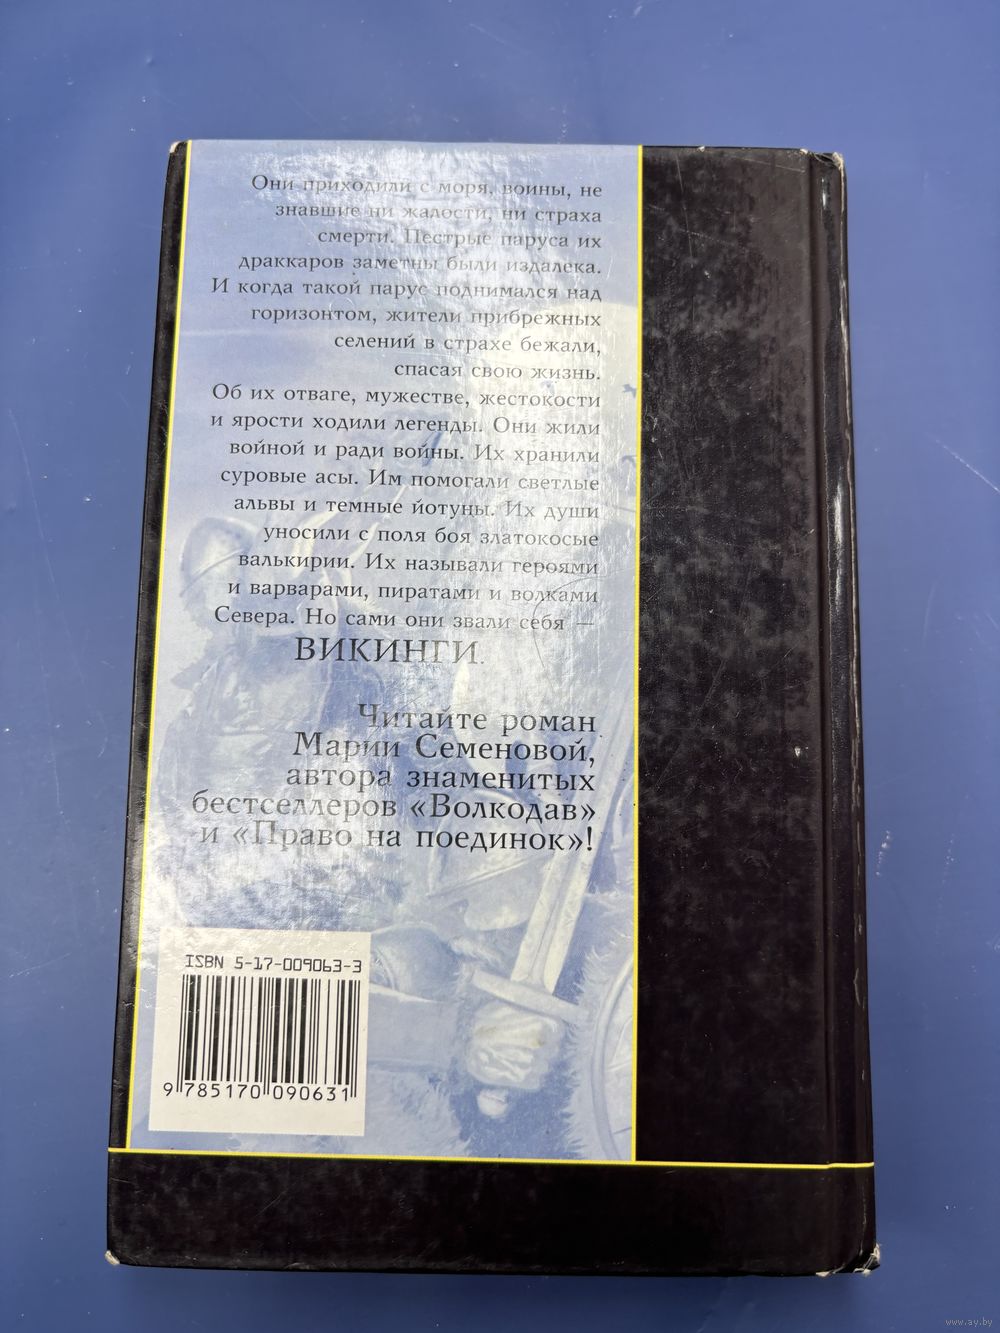 Они приходили с моря, воины, не
знавшие ни жалости, ни страха
смерти. Пестрые паруса их
драккаров заметны были издалека.
И когда такой парус поднимался над
горизонтом, жители прибрежных
селений в страхе бежали,
спасая свою жизнь.
Об их отваге, мужестве, жестокости
и ярости ходили легенды. Они жили
войной и ради войны. Их хранили
суровые асы. Им помогали светлые
альвы и темные йотуны. Их души
уносили с поля боя златокосые
валькирии. Их называли героями
и варварами, пиратами и волками
Севера. Но сами они звали себя —
ВИКИНГИ.
Читайте роман
Марии Семеновой,
автора знаменитых
бестселлеров «Волкодав»
и «Право на поединок»!
ISBN 5-17-009063-3
9 785170 090631
www.ay.by